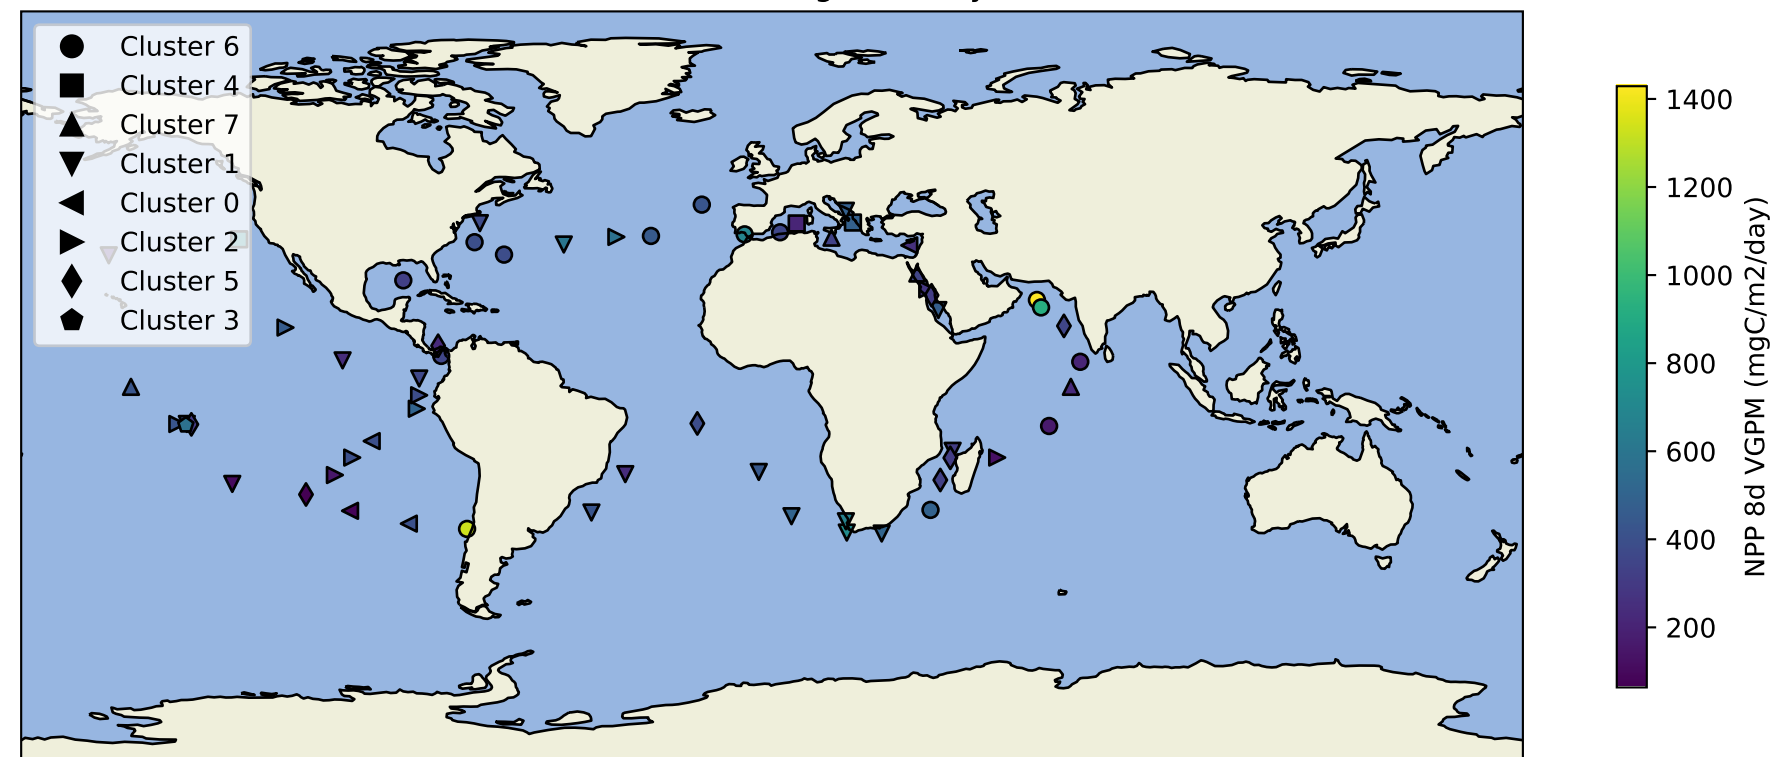 Cluster 6
Cluster 4
Cluster 7
Cluster 1
Cluster 0
Cluster 2
Cluster 5
Cluster 3
1400
1200
1000
800
600
400
200
NPP 8d VGPM (mgC/m2/day)